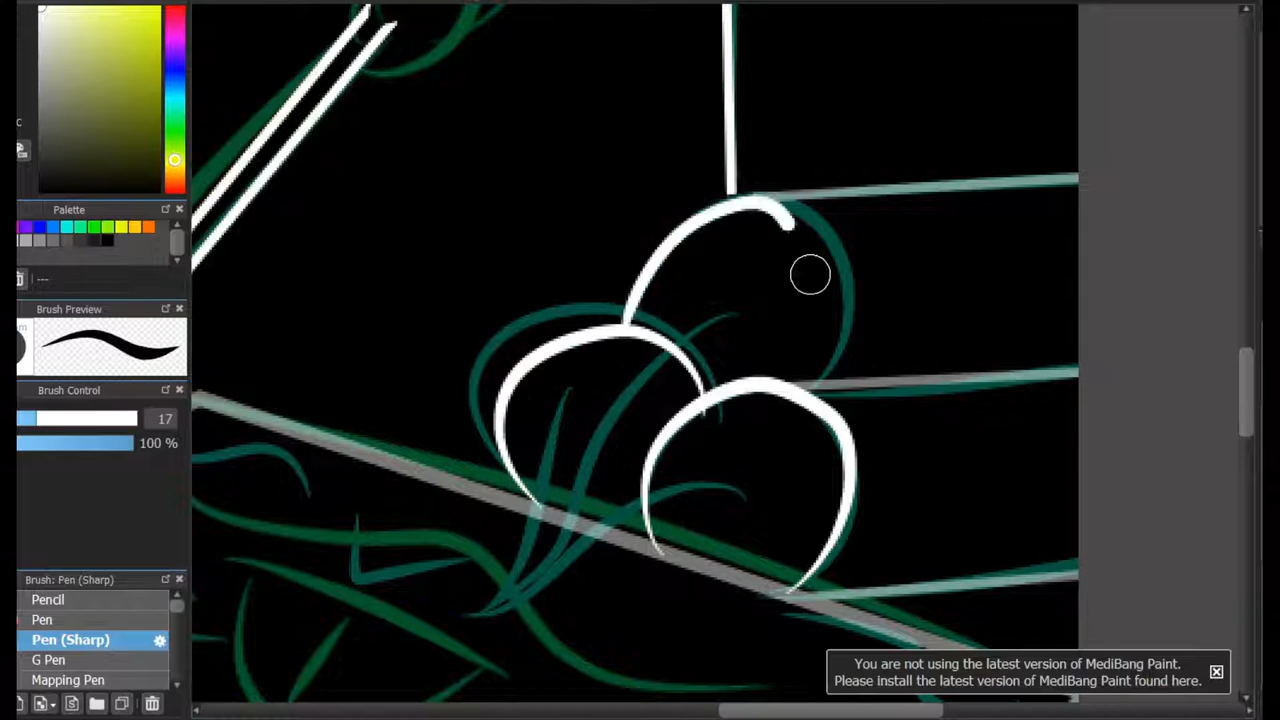 c
Palette
---
Brush Preview
m
Brush Control
17
100 %
Brush: Pen (Sharp)
Pencil
Pen
Pen (Sharp)
G Pen
Mapping Pen
S
You are not using the latest version of MediBang Paint.
Please install the latest version of MediBang Paint found here.